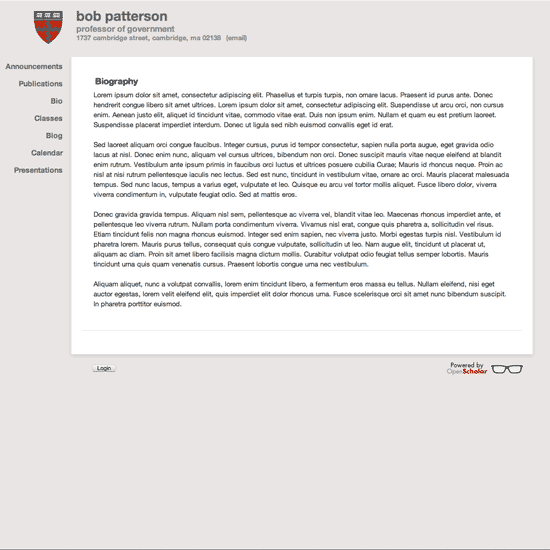 bob patterson
professor of government
1737 cambridge street, cambridge, ma 02138 (email)
Announcements
Publications
Bio
Classes
Blog
Calendar
Presentations
Biography
Lorem ipsum dolor sit amet, consectetur adipiscing elit. Phasellus et turpis turpis, non ornare lacus. Praesent id purus ante. Donec
hendrerit congue libero sit amet ultrices. Lorem ipsum dolor sit amet, consectetur adipiscing elit. Suspendisse ut arcu orci, non cursus
enim. Aenean justo elit, aliquet id tincidunt vitae, commodo vitae erat. Duis non ipsum enim. Nullam et quam eu est pretium laoreet.
Suspendisse placerat imperdiet interdum. Donec ut ligula sed nibh euismod convallis eget id erat.
Sed laoreet aliquam orci congue faucibus. Integer cursus, purus id tempor consectetur, sapien nulla porta augue, eget gravida odio
lacus at nisl. Donec enim nunc, aliquam vel cursus ultrices, bibendum non orci. Donec suscipit mauris vitae neque eleifend at blandit
enim rutrum. Vestibulum ante ipsum primis in faucibus orci luctus et ultrices posuere cubilia Curae; Mauris id rhoncus neque. Proin ac
nisl at nisi rutrum pellentesque iaculis nec lectus. Sed est nunc, tincidunt in vestibulum vitae, ornare ac orci. Mauris placerat malesuada
tempus. Sed nunc lacus, tempus a varius eget, vulputate et leo. Quisque eu arcu vel tortor mollis aliquet. Fusce libero dolor, viverra
viverra condimentum in, vulputate feugiat odio. Sed at mattis eros.
Donec gravida gravida tempus. Aliquam nisl sem, pellentesque ac viverra vel, blandit vitae leo. Maecenas rhoncus imperdiet ante, et
pellentesque leo viverra rutrum. Nullam porta condimentum viverra. Vivamus nisl erat, congue quis pharetra a, sollicitudin vel risus.
Etiam tincidunt felis non magna rhoncus euismod. Integer sed enim sapien, nec viverra justo. Morbi egestas turpis nisl. Vestibulum id
pharetra lorem. Mauris purus tellus, consequat quis congue vulputate, sollicitudin ut leo. Nam augue elit, tincidunt ut placerat ut,
aliquam ac diam. Proin sit amet libero facilisis magna dictum mollis. Curabitur volutpat odio feugiat tellus semper lobortis. Mauris
tincidunt urna quis quam venenatis cursus. Praesent lobortis congue urna nec vestibulum.
Aliquam aliquet, nunc a volutpat convallis, lorem enim tincidunt libero, a fermentum eros massa eu tellus. Nullam eleifend, nisi eget
auctor egestas, lorem velit eleifend elit, quis imperdiet elit dolor rhoncus urna. Fusce scelerisque orci sit amet nunc bibendum suscipit.
In pharetra porttitor euismod.
Login
Powered by
OpenScholar